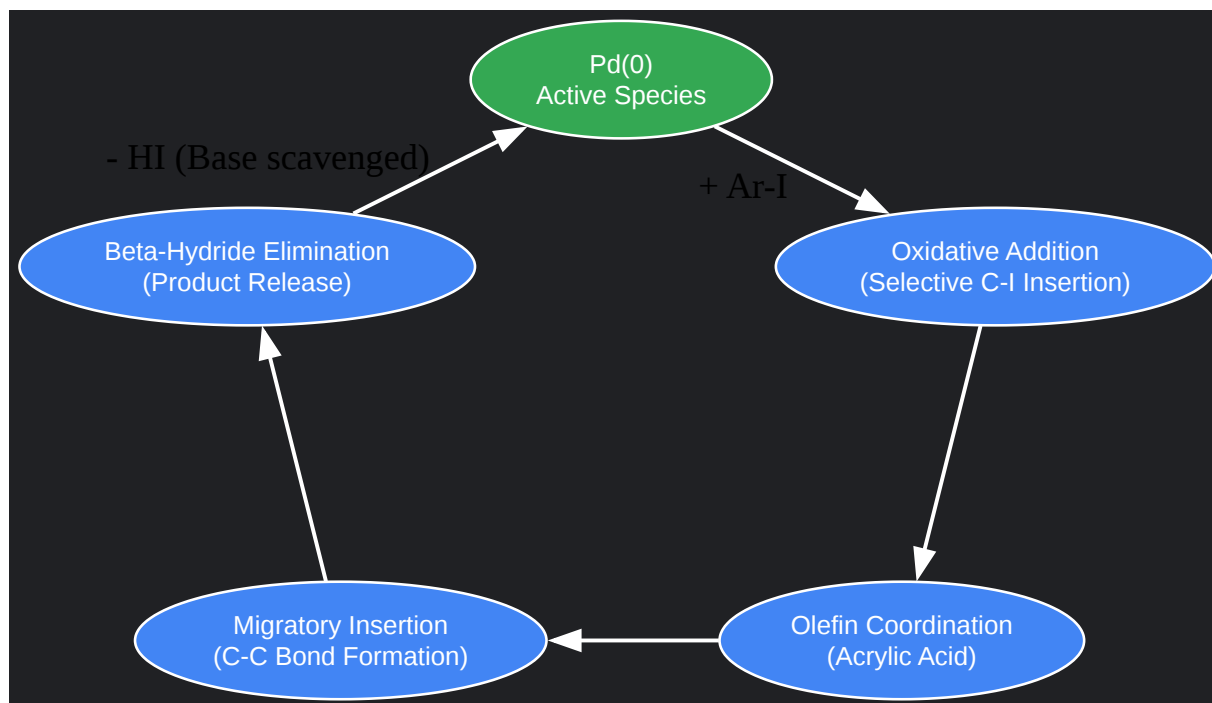 Pd(0)
Active Species
- HI (Base scavenged)
+ Ar-I
Beta-Hydride Elimination
(Product Release)
Oxidative Addition
(Selective C-I Insertion)
Migratory Insertion
(C-C Bond Formation)
Olefin Coordination
(Acrylic Acid)